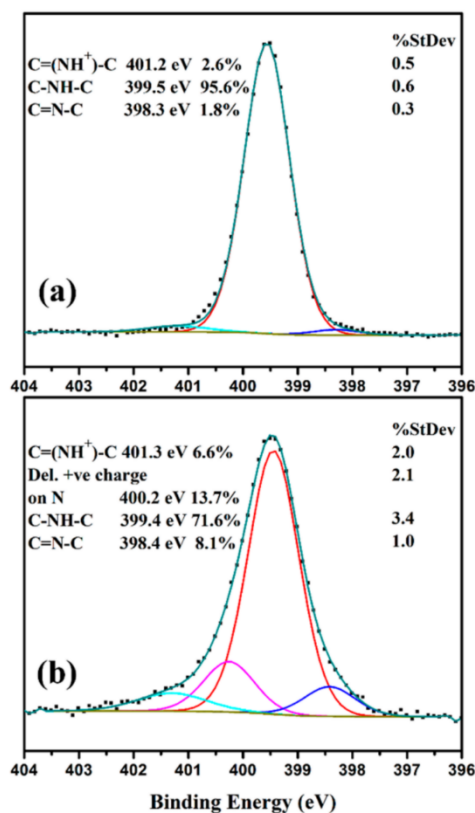 %StDev
C=(NH⁺)-C 401.2 eV 2.6% 0.5
C-NH-C 399.5 eV 95.6% 0.6
C=N-C 398.3 eV 1.8% 0.3
(a)
404 403 402 401 400 399 398 397 396
%StDev
C=(NH⁺)-C 401.3 eV 6.6% 2.0
Del. +ve charge 2.1
on N 400.2 eV 13.7%
C-NH-C 399.4 eV 71.6% 3.4
C=N-C 398.4 eV 8.1% 1.0
(b)
404 403 402 401 400 399 398 397 396
Binding Energy (eV)